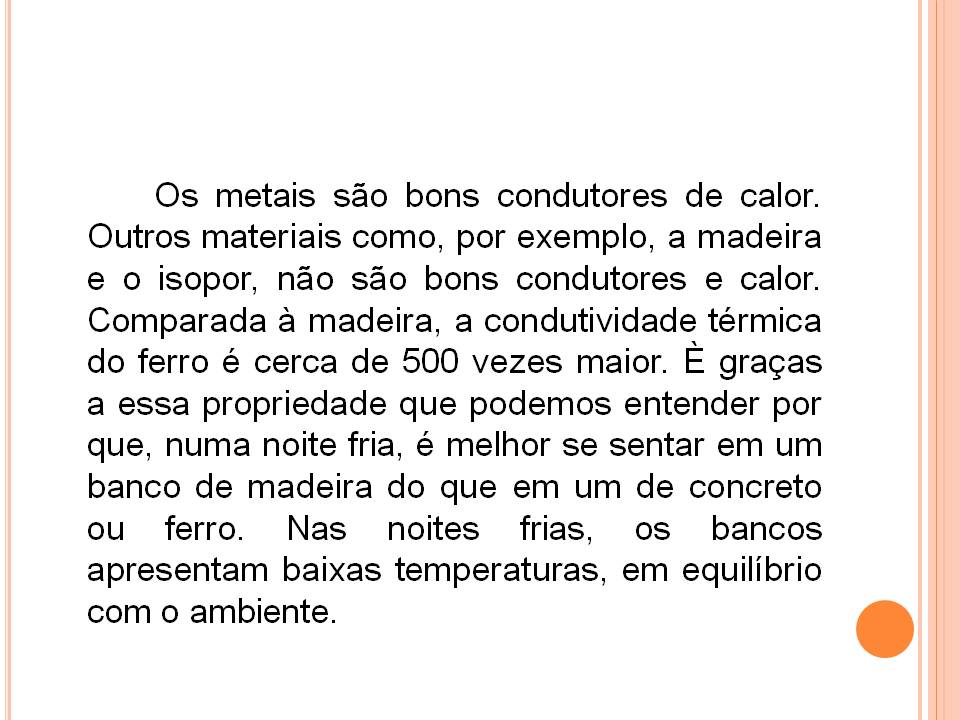 Os metais são bons condutores de calor.
Outros materiais como, por exemplo, a madeira
e o isopor, não são bons condutores e calor.
Comparada à madeira, a condutividade térmica
do ferro é cerca de 500 vezes maior. È graças
a essa propriedade que podemos entender por
que, numa noite fria, é melhor se sentar em um
banco de madeira do que em um de concreto
ou ferro. Nas noites frias, os bancos
apresentam baixas temperaturas, em equilíbrio
com o ambiente.